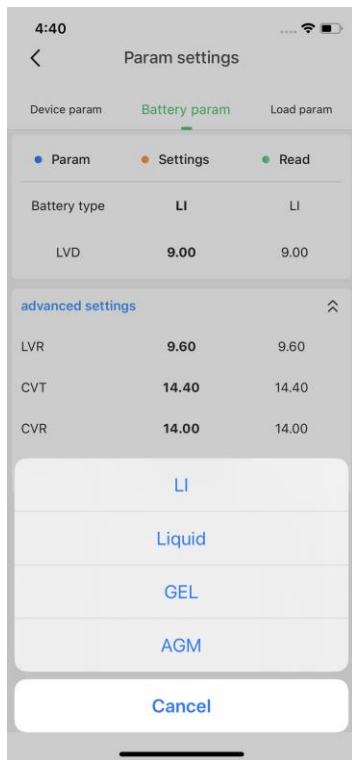 4:40
Param settings
Device param Battery param Load param
Param Settings Read
Battery type LI LI
LVD 9.00 9.00
advanced settings
LVR 9.60 9.60
CVT 14.40 14.40
CVR 14.00 14.00
LI
Liquid
GEL
AGM
Cancel